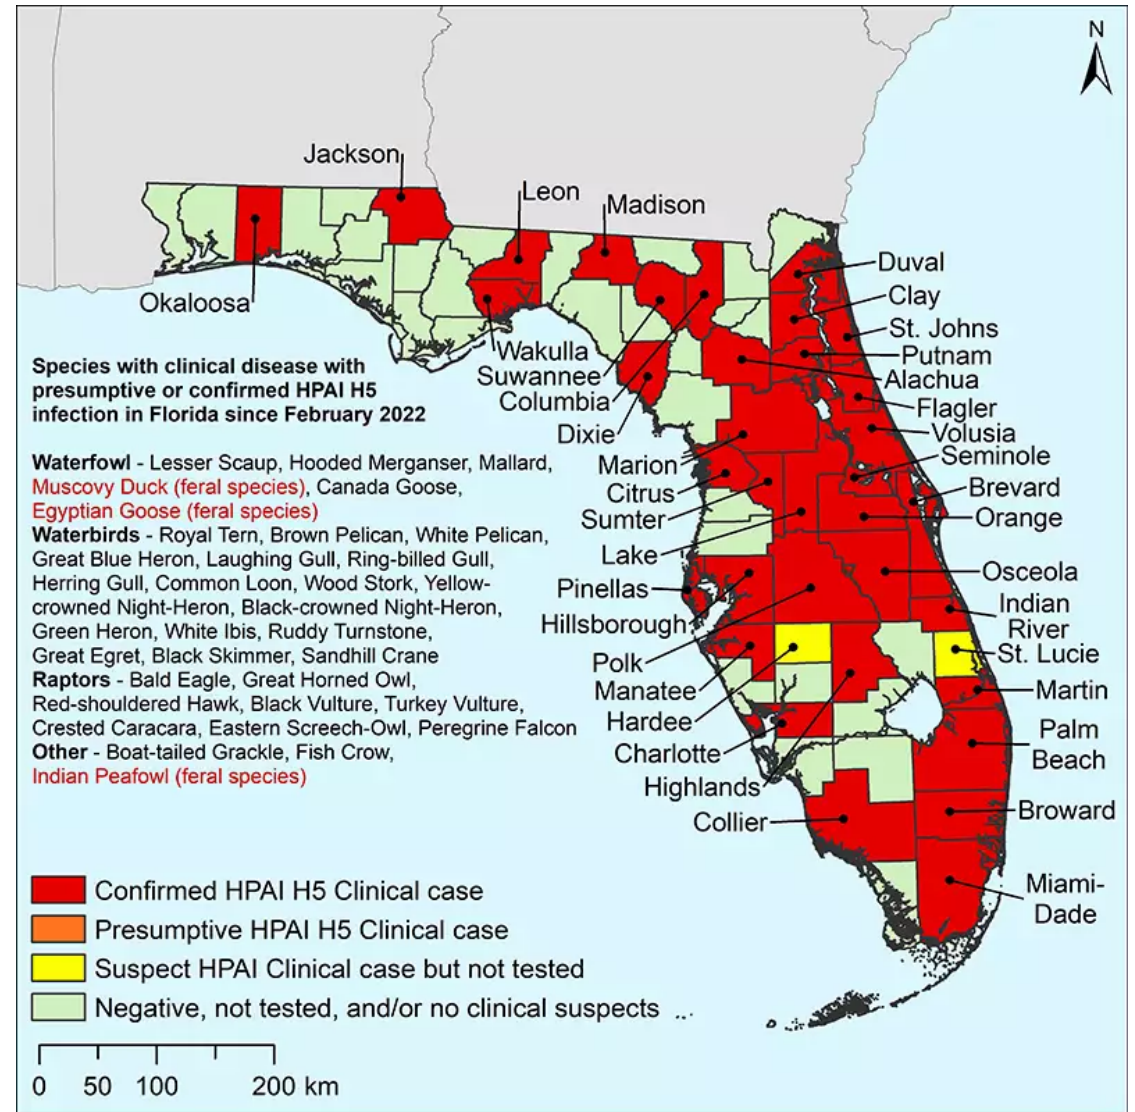 N
Jackson
Leon
Madison
Okaloosa
Duval
Clay
St. Johns
Wakulla
Putnam
Suwannee
Alachua
Columbia
Flagler
Dixie
Volusia
Marion
Seminole
Citrus
Brevard
Sumter
Orange
Lake
Pinellas
Osceola
Hillsborough
Indian
River
Polk
St. Lucie
Manatee
Martin
Hardee
Charlotte
Palm
Beach
Highlands
Collier
Broward
Miami-
Dade
Species with clinical disease with
presumptive or confirmed HPAI H5
infection in Florida since February 2022
Waterfowl - Lesser Scaup, Hooded Merganser, Mallard,
Muscovy Duck (feral species), Canada Goose,
Egyptian Goose (feral species)
Waterbirds - Royal Tern, Brown Pelican, White Pelican,
Great Blue Heron, Laughing Gull, Ring-billed Gull,
Herring Gull, Common Loon, Wood Stork, Yellow-
crowned Night-Heron, Black-crowned Night-Heron,
Green Heron, White Ibis, Ruddy Turnstone,
Great Egret, Black Skimmer, Sandhill Crane
Raptors - Bald Eagle, Great Horned Owl,
Red-shouldered Hawk, Black Vulture, Turkey Vulture,
Crested Caracara, Eastern Screech-Owl, Peregrine Falcon
Other - Boat-tailed Grackle, Fish Crow,
Indian Peafowl (feral species)
Confirmed HPAI H5 Clinical case
Presumptive HPAI H5 Clinical case
Suspect HPAI Clinical case but not tested
Negative, not tested, and/or no clinical suspects
0 50 100 200 km